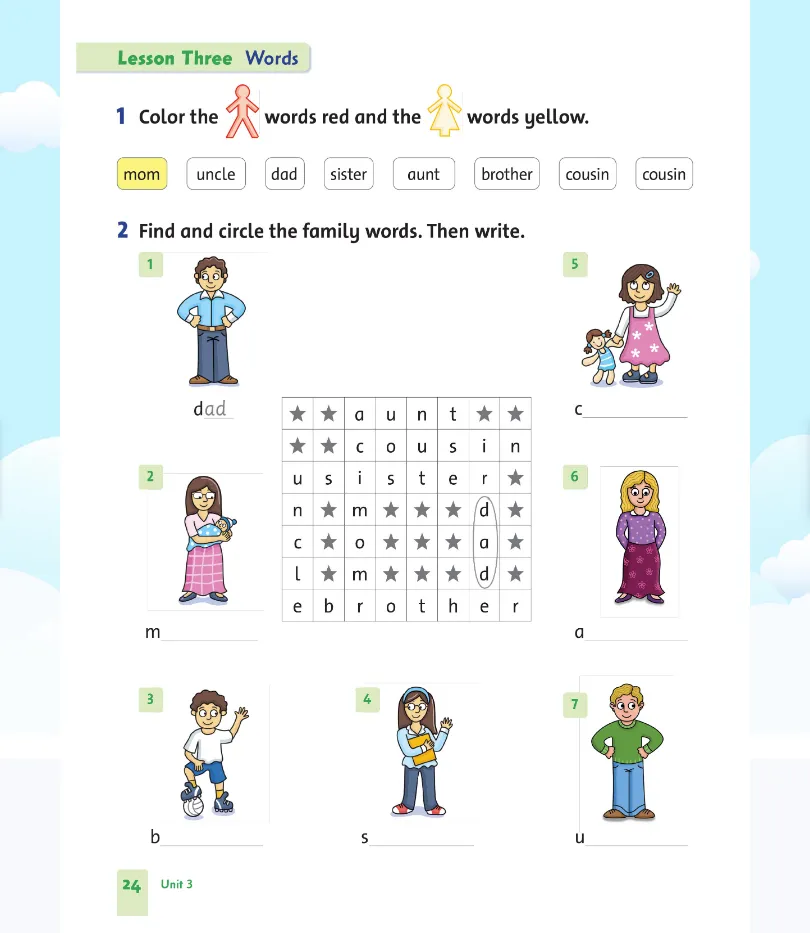 Lesson Three Words
1 Color the words red and the words yellow.
mom uncle dad sister aunt brother cousin cousin
2 Find and circle the family words. Then write.
1
5
dad
c
a u n t
c o u s i n
u s i s t e r
n m d
c o a
l m d
e b r o t h e r
2
6
m
a
3
4
7
b
s
u
24 Unit 3